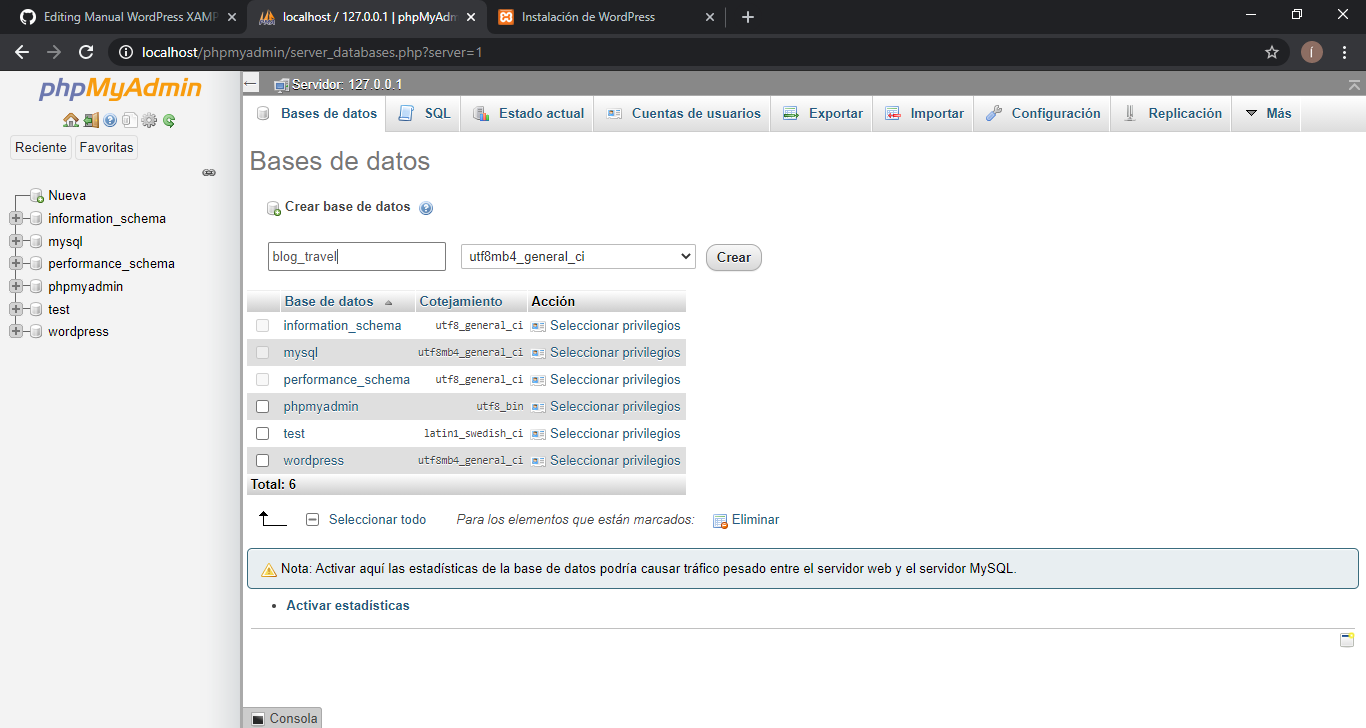 Editing Manual WordPress XAMP
localhost / 127.0.0.1 | phpMyAdm
Instalación de WordPress
localhost/phpmyadmin/server_databases.php?server=1
í
phpMyAdmin
Reciente
Favoritas
Nueva
information_schema
mysql
performance_schema
phpmyadmin
test
wordpress
Servidor: 127.0.0.1
Bases de datos
SQL
Estado actual
Cuentas de usuarios
Exportar
Importar
Configuración
Replicación
Más
Bases de datos
Crear base de datos
blog_travel
utf8mb4_general_ci
Crear
Base de datos Cotejamiento Acción
information_schema utf8_general_ci Seleccionar privilegios
mysql utf8mb4_general_ci Seleccionar privilegios
performance_schema utf8_general_ci Seleccionar privilegios
phpmyadmin utf8_bin Seleccionar privilegios
test latin1_swedish_ci Seleccionar privilegios
wordpress utf8mb4_general_ci Seleccionar privilegios
Total: 6
Seleccionar todo Para los elementos que están marcados: Eliminar
Nota: Activar aquí las estadísticas de la base de datos podría causar tráfico pesado entre el servidor web y el servidor MySQL.
• Activar estadísticas
Consola